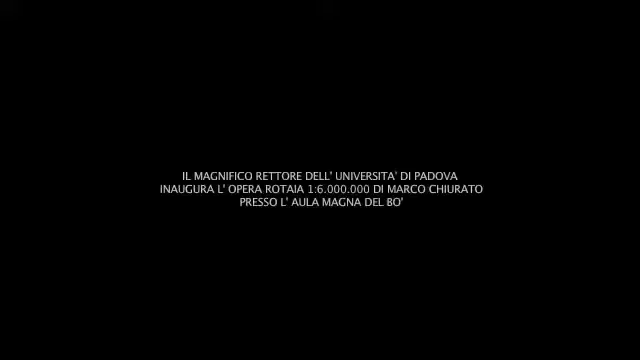 IL MAGNIFICO RETTORE DELL' UNIVERSITA' DI PADOVA
INAUGURA L' OPERA ROTAIA 1:6.000.000 DI MARCO CHIURATO
PRESSO L' AULA MAGNA DEL BO'